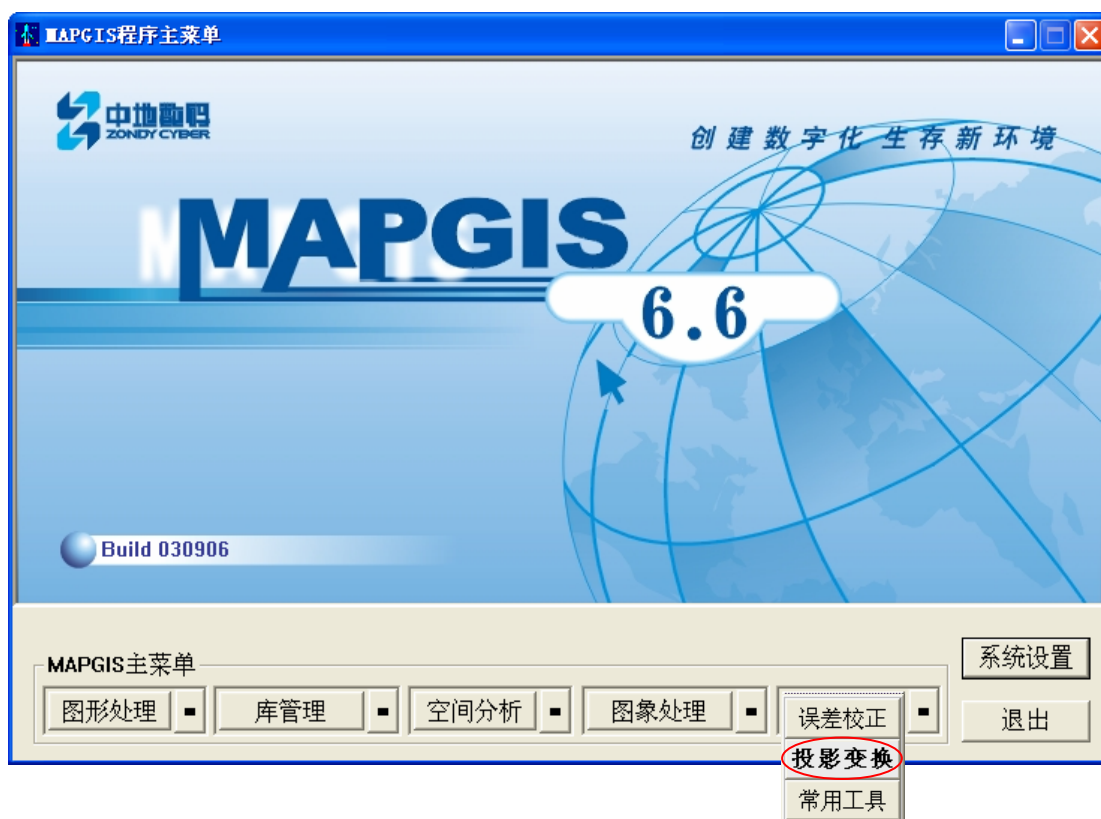 MAPGIS程序主菜单
中地数码
ZONDY CYBER
创建数字化 生存新环境
MAPGIS
6.6
Build 030906
MAPGIS主菜单
系统设置
图形处理
库管理
空间分析
图象处理
误差校正
退出
投影变换
常用工具